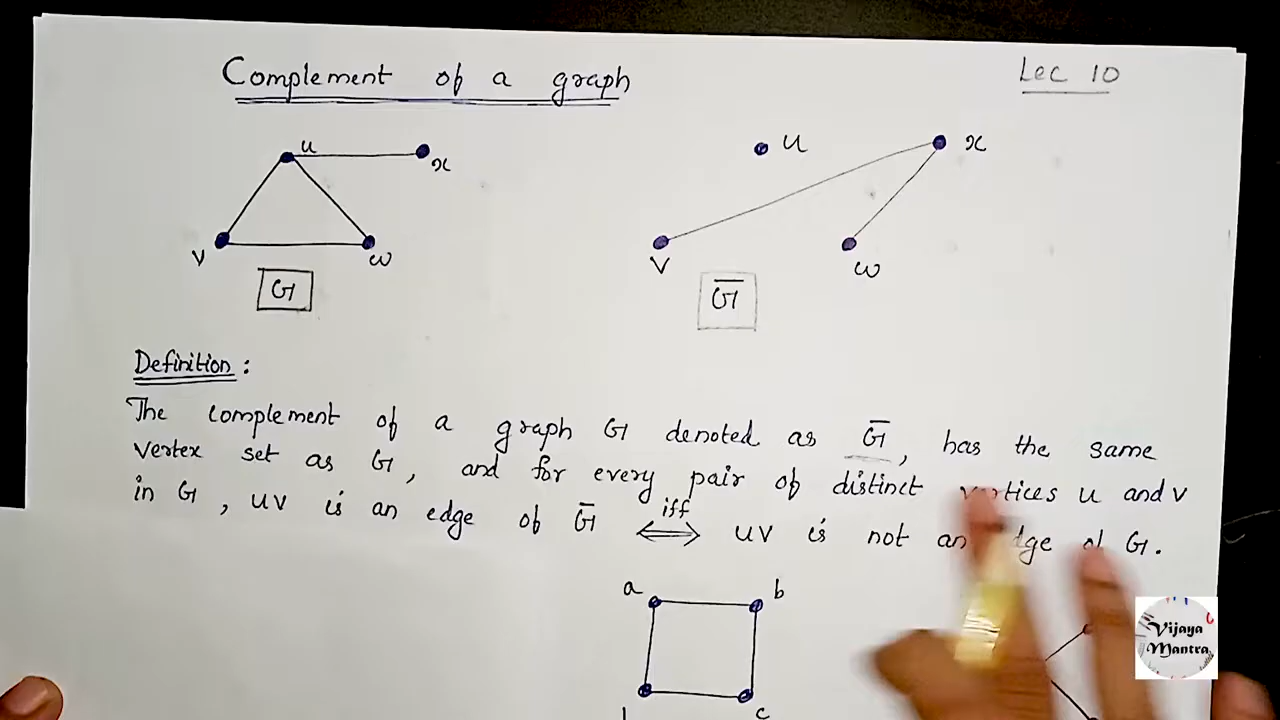 Complement of a graph
Lec 10
u
x
v
w
G
u
x
v
w
G̅
Definition :
The complement of a graph G denoted as G̅, has the same
vertex set as G, and for every pair of distinct vertices u and v
in G, uv is an edge of G̅ iff ⟺ uv is not an edge of G.
a
b
c
Vijaya
Mantra